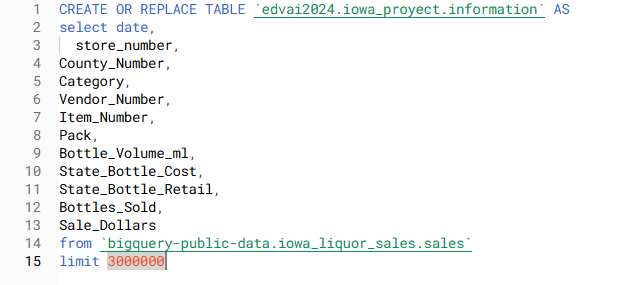 1 CREATE OR REPLACE TABLE `edvai2024.iowa_proyect.information` AS
2 select date,
3 store_number,
4 County_Number,
5 Category,
6 Vendor_Number,
7 Item_Number,
8 Pack,
9 Bottle_Volume_ml,
10 State_Bottle_Cost,
11 State_Bottle_Retail,
12 Bottles_Sold,
13 Sale_Dollars
14 from `bigquery-public-data.iowa_liquor_sales.sales`
15 limit 3000000